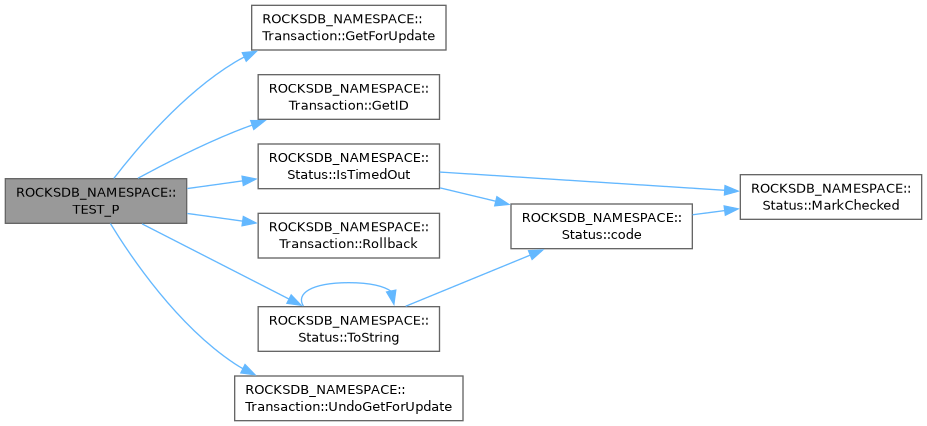 ROCKSDB_NAMESPACE::
Transaction::GetForUpdate
ROCKSDB_NAMESPACE::
Transaction::GetID
ROCKSDB_NAMESPACE::
Status::IsTimedOut
ROCKSDB_NAMESPACE::
Status::MarkChecked
ROCKSDB_NAMESPACE::
TEST_P
ROCKSDB_NAMESPACE::
Status::code
ROCKSDB_NAMESPACE::
Transaction::Rollback
ROCKSDB_NAMESPACE::
Status::ToString
ROCKSDB_NAMESPACE::
Transaction::UndoGetForUpdate